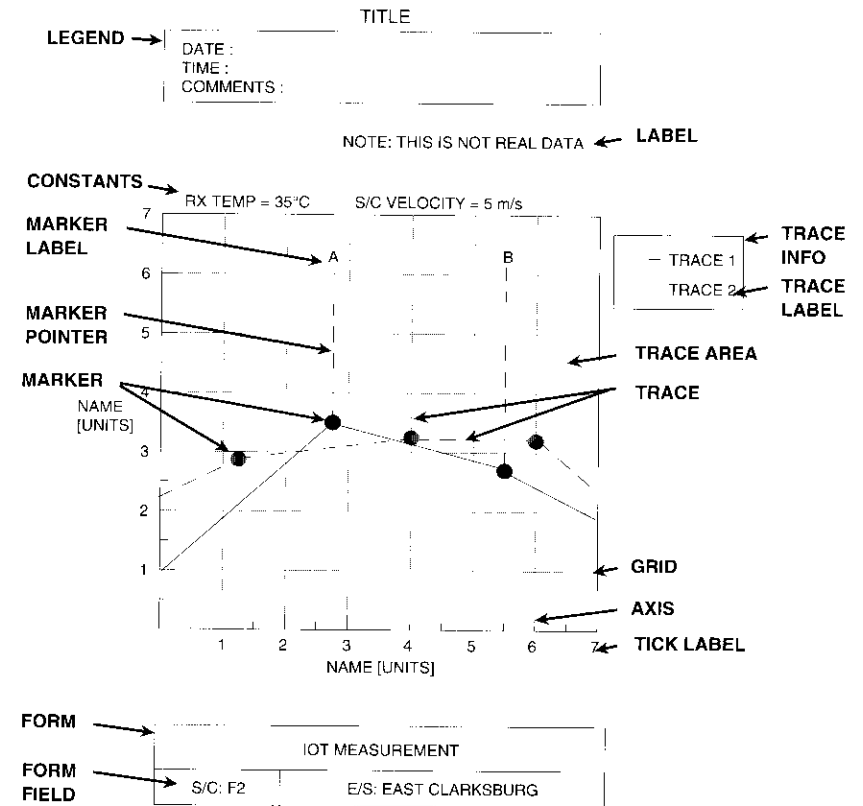 TITLE
LEGEND
DATE :
TIME :
COMMENTS :
NOTE: THIS IS NOT REAL DATA
LABEL
CONSTANTS
RX TEMP = 35°C S/C VELOCITY = 5 m/s
MARKER
LABEL
A
B
TRACE
INFO
TRACE 1
TRACE 2
TRACE
LABEL
MARKER
POINTER
TRACE AREA
MARKER
TRACE
NAME
[UNITS]
7
6
5
4
3
2
1
GRID
AXIS
1 2 3 4 5 6 7
TICK LABEL
NAME [UNITS]
FORM
IOT MEASUREMENT
FORM
FIELD
S/C: F2 E/S: EAST CLARKSBURG